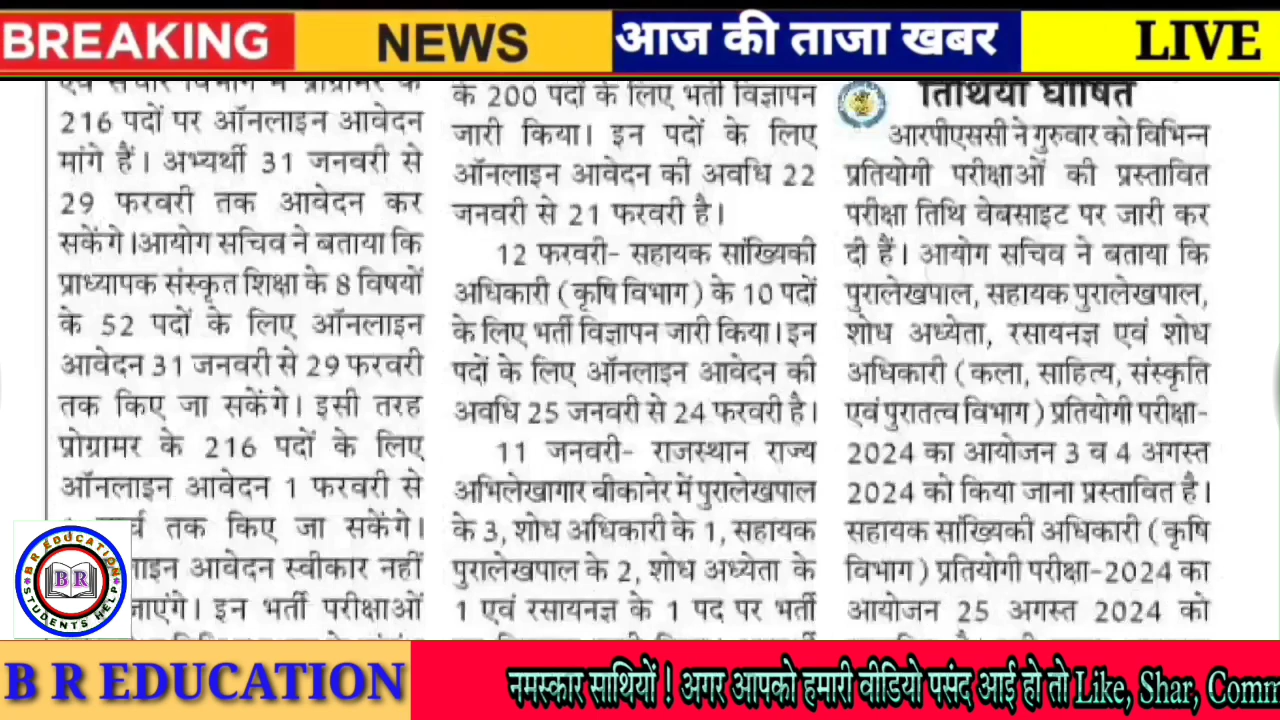 BREAKING
NEWS
आज की ताजा खबर
LIVE
216 पदों पर ऑनलाइन आवेदन
मांगे हैं। अभ्यर्थी 31 जनवरी से
29 फरवरी तक आवेदन कर
सकेंगे।आयोग सचिव ने बताया कि
प्राध्यापक संस्कृत शिक्षा के 8 विषयों
के 52 पदों के लिए ऑनलाइन
आवेदन 31 जनवरी से 29 फरवरी
तक किए जा सकेंगे। इसी तरह
प्रोग्रामर के 216 पदों के लिए
ऑनलाइन आवेदन 1 फरवरी से
तक किए जा सकेंगे।
आवेदन स्वीकार नहीं
इन भर्ती परीक्षाओं
के 200 पदों के लिए भर्ती विज्ञापन
जारी किया। इन पदों के लिए
ऑनलाइन आवेदन की अवधि 22
जनवरी से 21 फरवरी है।
12 फरवरी- सहायक सांख्यिकी
अधिकारी (कृषि विभाग) के 10 पदों
के लिए भर्ती विज्ञापन जारी किया।इन
पदों के लिए ऑनलाइन आवेदन की
अवधि 25 जनवरी से 24 फरवरी है।
11 जनवरी- राजस्थान राज्य
अभिलेखागार बीकानेर में पुरालेखपाल
के 3, शोध अधिकारी के 1, सहायक
पुरालेखपाल के 2, शोध अध्येता के
1 एवं रसायनज्ञ के 1 पद पर भर्ती
तिथियां घोषित
आरपीएससी ने गुरुवार को विभिन्न
प्रतियोगी परीक्षाओं की प्रस्तावित
परीक्षा तिथि वेबसाइट पर जारी कर
दी हैं। आयोग सचिव ने बताया कि
पुरालेखपाल, सहायक पुरालेखपाल,
शोध अध्येता, रसायनज्ञ एवं शोध
अधिकारी (कला, साहित्य, संस्कृति
एवं पुरातत्व विभाग) प्रतियोगी परीक्षा-
2024 का आयोजन 3 व 4 अगस्त
2024 को किया जाना प्रस्तावित है।
सहायक सांख्यिकी अधिकारी (कृषि
विभाग) प्रतियोगी परीक्षा-2024 का
आयोजन 25 अगस्त 2024 को
B R EDUCATION
BR
STUDENTS HELP
B R EDUCATION
नमस्कार साथियों ! अगर आपको हमारी वीडियो पसंद आई हो तो Like, Shar,